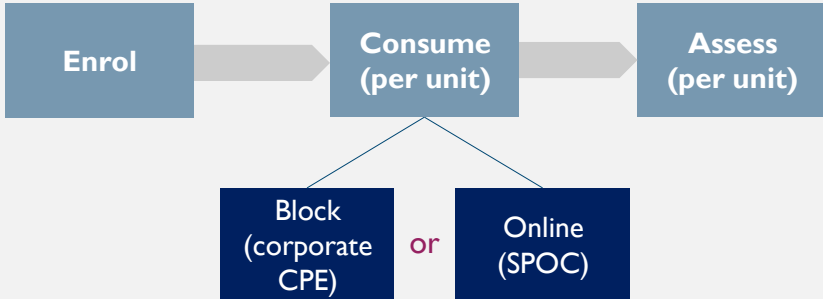 Enrol
Consume
(per unit)
Assess
(per unit)
Block
(corporate
CPE)
or
Online
(SPOC)